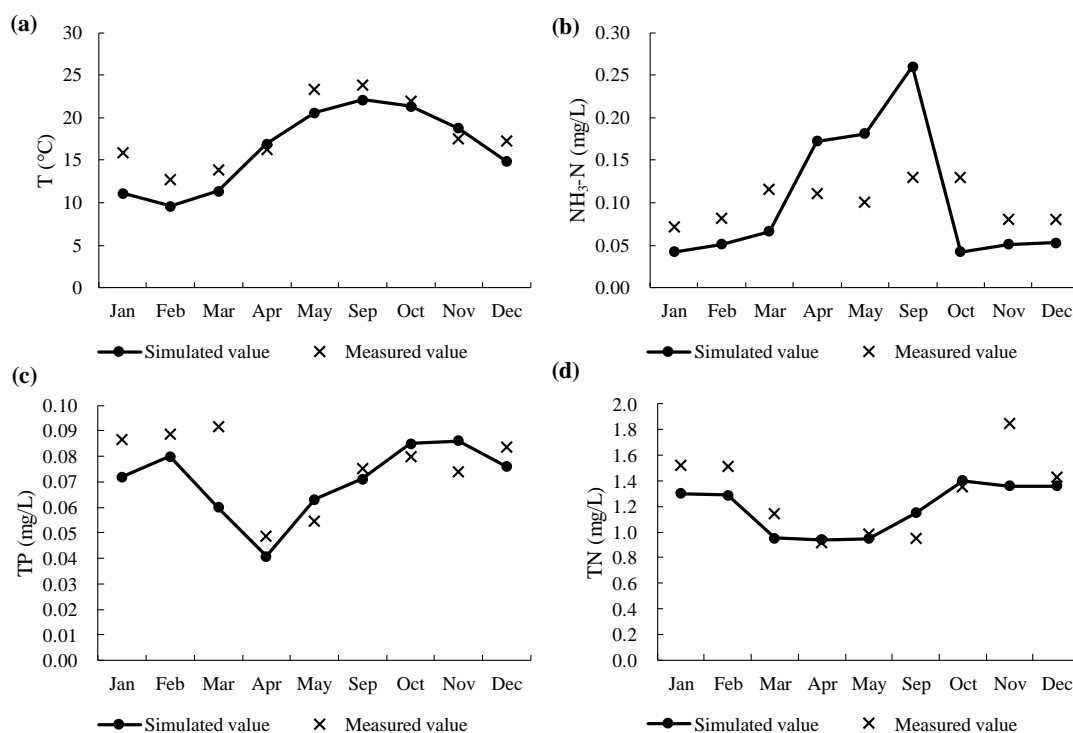 (a)
30
25
20
15
10
5
0
T (°C)
Jan Feb Mar Apr May Sep Oct Nov Dec
Simulated value Measured value
(b)
0.30
0.25
0.20
0.15
0.10
0.05
0.00
NH₃-N (mg/L)
Jan Feb Mar Apr May Sep Oct Nov Dec
Simulated value Measured value
(c)
0.10
0.09
0.08
0.07
0.06
0.05
0.04
0.03
0.02
0.01
0.00
TP (mg/L)
Jan Feb Mar Apr May Sep Oct Nov Dec
Simulated value Measured value
(d)
2.0
1.8
1.6
1.4
1.2
1.0
0.8
0.6
0.4
0.2
0.0
TN (mg/L)
Jan Feb Mar Apr May Sep Oct Nov Dec
Simulated value Measured value